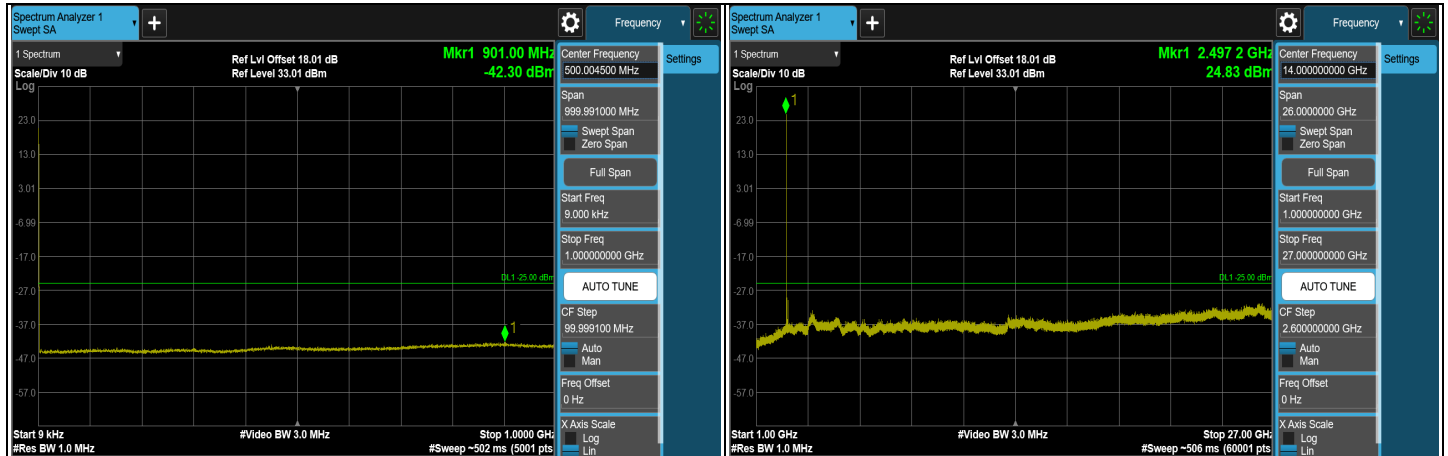 Spectrum Analyzer 1
Swept SA
+
Frequency
1 Spectrum
Scale/Div 10 dB
Log
Ref Lvl Offset 18.01 dB
Ref Level 33.01 dBm
Mkr1 901.00 MHz
-42.30 dBm
1
23.0
13.0
3.01
-6.99
-17.0
-27.0
-37.0
-47.0
-57.0
DL1 -25.00 dBm
Start 9 kHz
#Res BW 1.0 MHz
#Video BW 3.0 MHz
Stop 1.0000 GHz
#Sweep ~502 ms (5001 pts
Center Frequency
500.004500 MHz
Settings
Span
999.991000 MHz
Swept Span
Zero Span
Full Span
Start Freq
9.000 kHz
Stop Freq
1.000000000 GHz
AUTO TUNE
CF Step
99.999100 MHz
Auto
Man
Freq Offset
0 Hz
X Axis Scale
Log
Lin
Spectrum Analyzer 1
Swept SA
+
Frequency
1 Spectrum
Scale/Div 10 dB
Log
Ref Lvl Offset 18.01 dB
Ref Level 33.01 dBm
Mkr1 2.497 2 GHz
24.83 dBm
1
23.0
13.0
3.01
-6.99
-17.0
-27.0
-37.0
-47.0
-57.0
DL1 -25.00 dBm
Start 1.00 GHz
#Res BW 1.0 MHz
#Video BW 3.0 MHz
Stop 27.00 GHz
#Sweep ~506 ms (60001 pts
Center Frequency
14.000000000 GHz
Settings
Span
26.0000000 GHz
Swept Span
Zero Span
Full Span
Start Freq
1.000000000 GHz
Stop Freq
27.000000000 GHz
AUTO TUNE
CF Step
2.600000000 GHz
Auto
Man
Freq Offset
0 Hz
X Axis Scale
Log
Lin